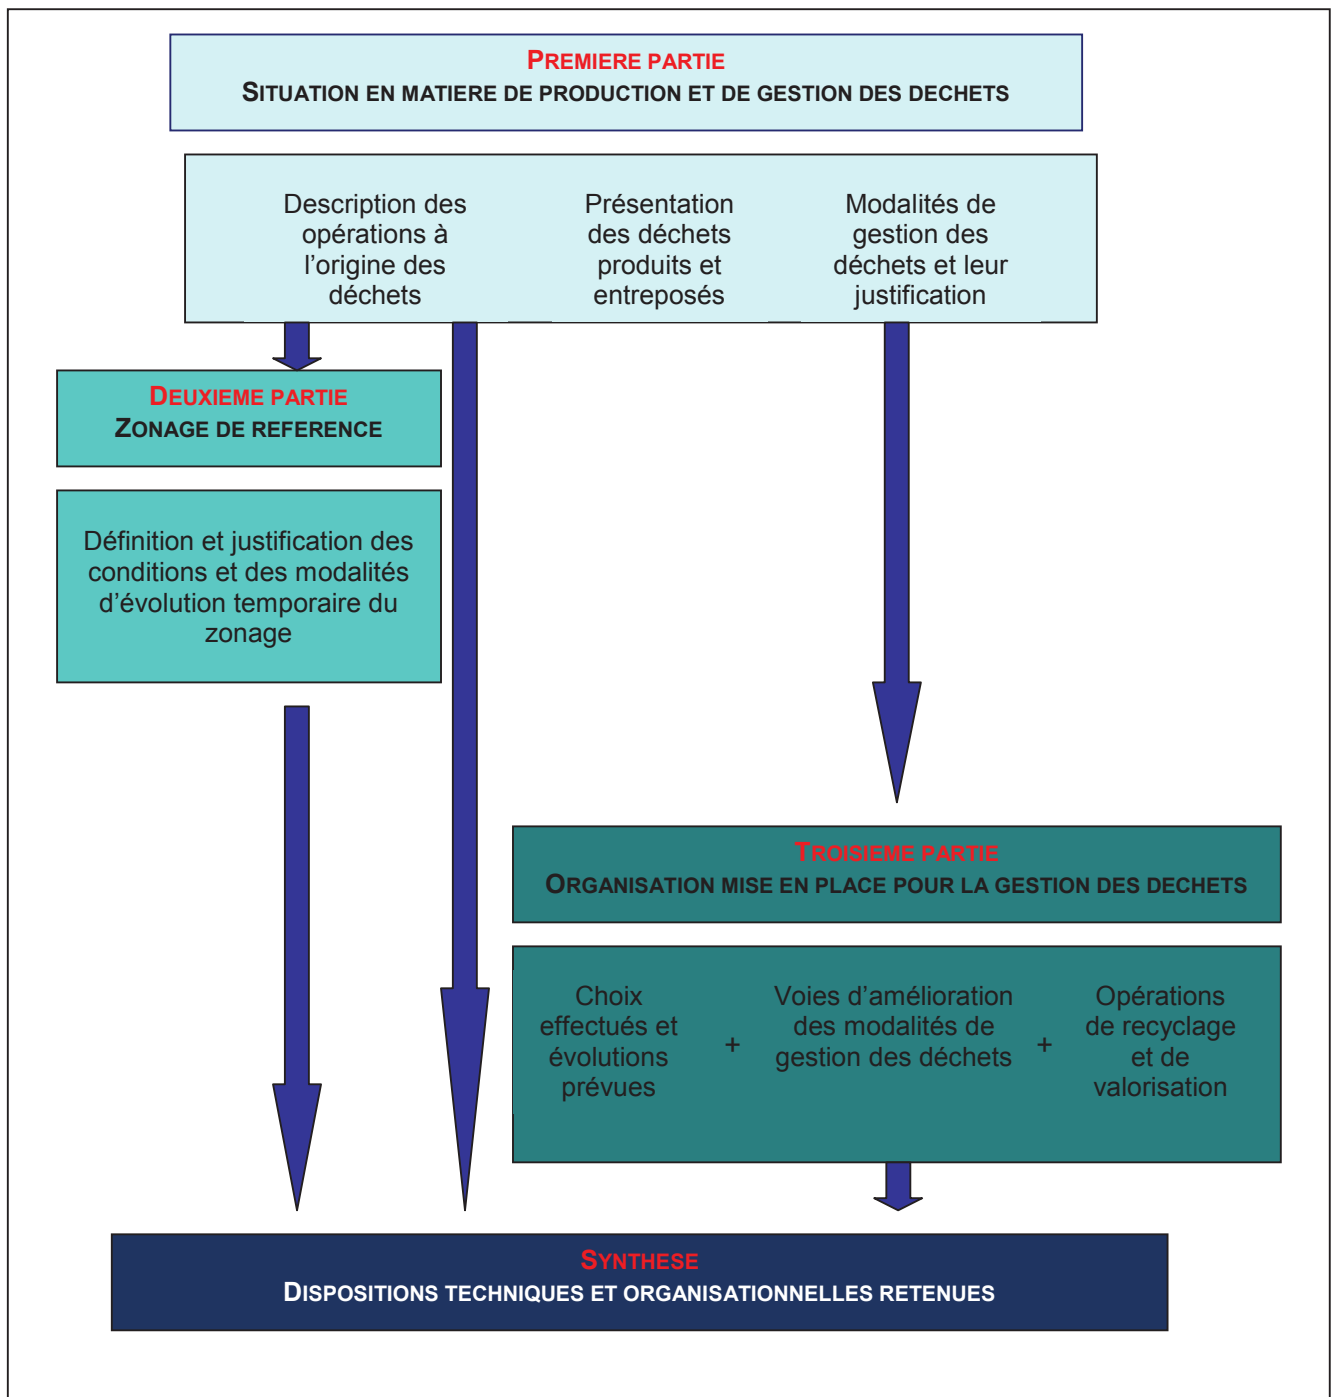 PREMIERE PARTIE
SITUATION EN MATIERE DE PRODUCTION ET DE GESTION DES DECHETS
Description des
opérations à
l’origine des
déchets
Présentation
des déchets
produits et
entreposés
Modalités de
gestion des
déchets et leur
justification
DEUXIEME PARTIE
ZONAGE DE REFERENCE
Définition et justification des
conditions et des modalités
d’évolution temporaire du
zonage
TROISIEME PARTIE
ORGANISATION MISE EN PLACE POUR LA GESTION DES DECHETS
Choix
effectués et
évolutions
prévues
+
Voies d’amélioration
des modalités de
gestion des déchets
+
Opérations
de recyclage
et de
valorisation
SYNTHESE
DISPOSITIONS TECHNIQUES ET ORGANISATIONNELLES RETENUES